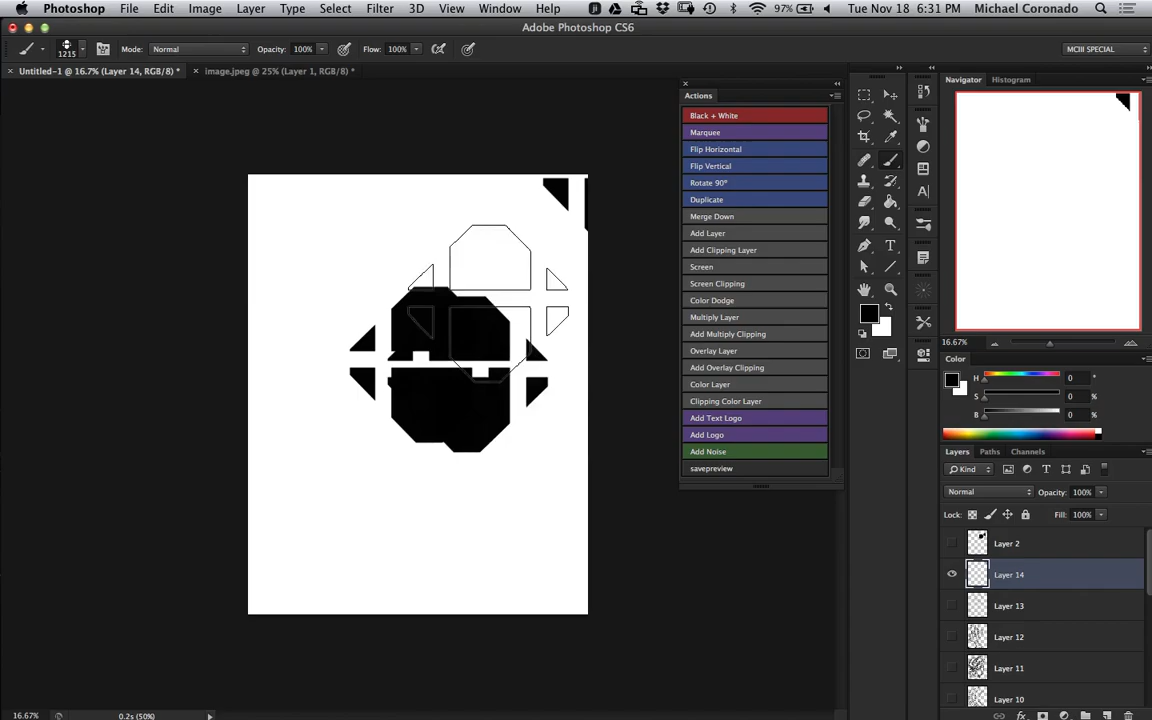 Photoshop File Edit Image Layer Type Select Filter 3D View Window Help 97% Tue Nov 18 6:31 PM Michael Coronado
Adobe Photoshop CS6
1215 Mode: Normal Opacity: 100% Flow: 100% MCIII SPECIAL
× Untitled-1 @ 16.7% (Layer 14, RGB/8) * × image.jpeg @ 25% (Layer 1, RGB/8) *
Navigator Histogram
Actions
Black + White
Marquee
Flip Horizontal
Flip Vertical
Rotate 90°
Duplicate
Merge Down
Add Layer
Add Clipping Layer
Screen
Screen Clipping
Color Dodge
Multiply Layer
Add Multiply Clipping
Overlay Layer
Add Overlay Clipping
Color Layer
Clipping Color Layer
Add Text Logo
Add Logo
Add Noise
savepreview
16.67%
Color
H 0 °
S 0 %
B 0 %
Layers Paths Channels
Kind
Normal Opacity: 100%
Lock: Fill: 100%
Layer 2
Layer 14
Layer 13
Layer 12
Layer 11
Layer 10
16.67% 0.2s (50%)